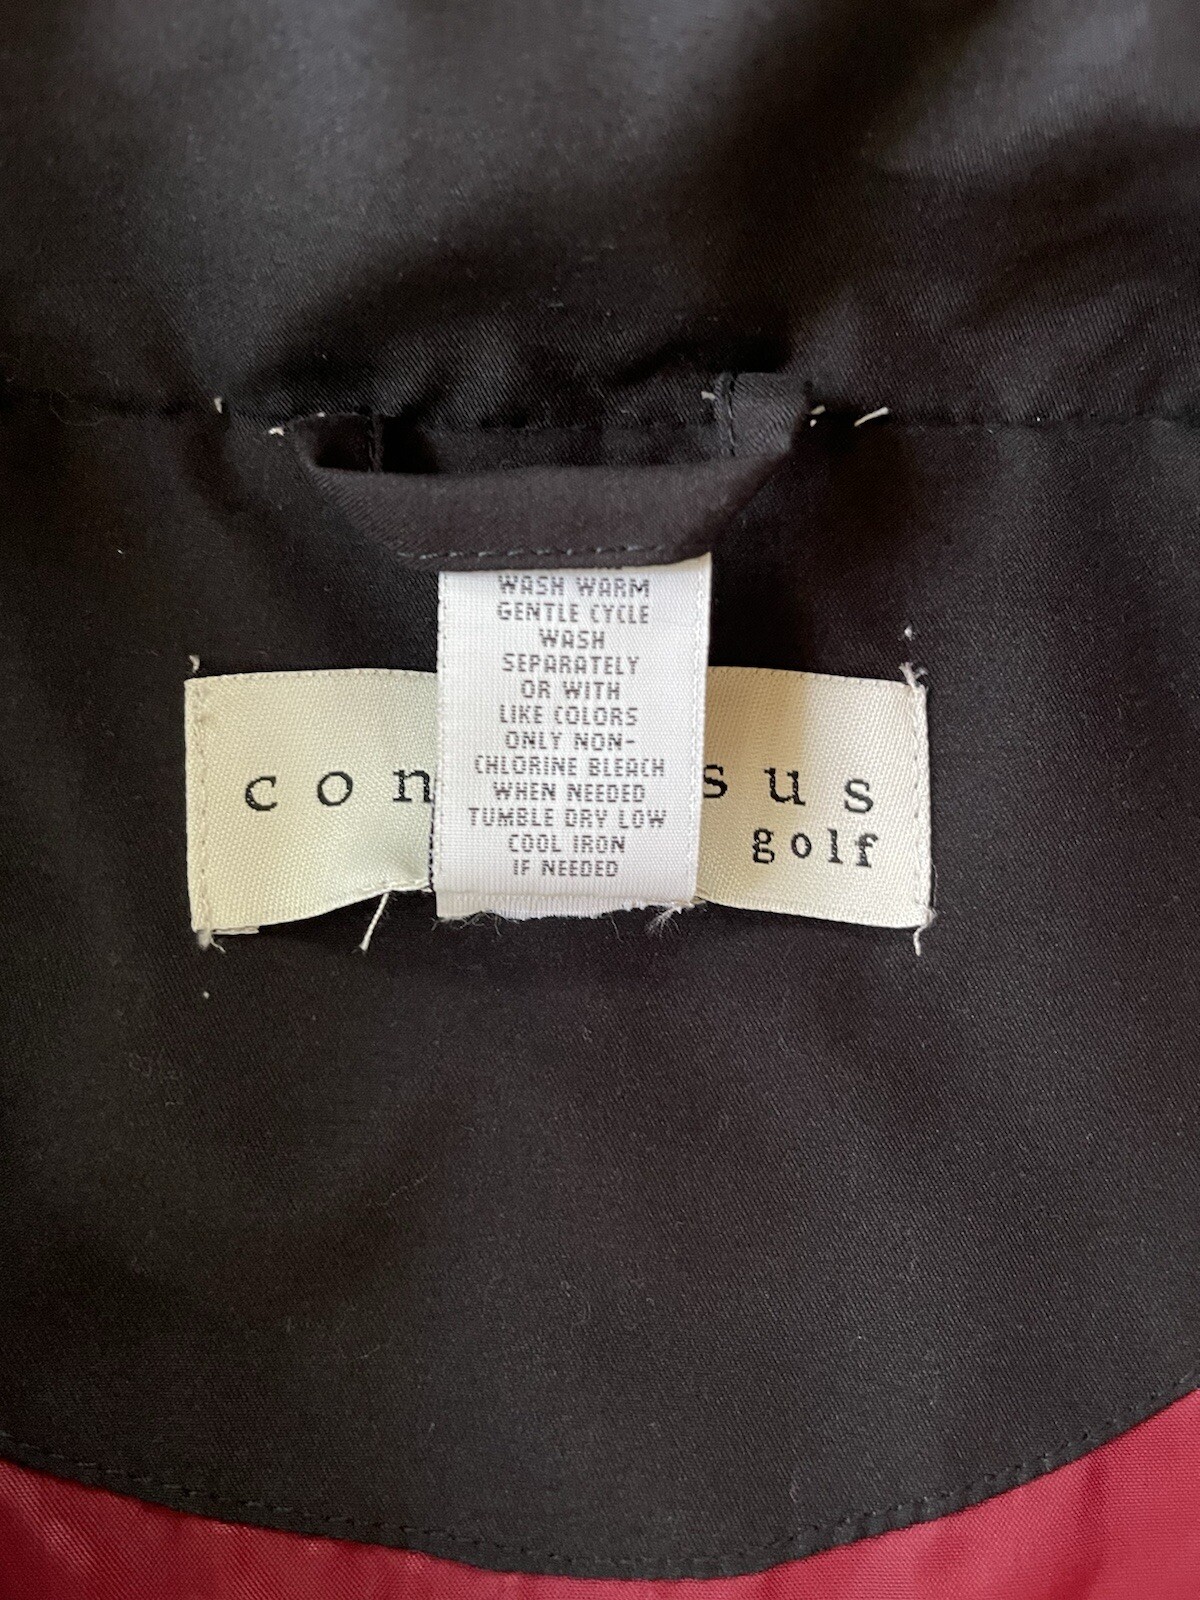 WASH WARM
GENTLE CYCLE
WASH
SEPARATELY
OR WITH
LIKE COLORS
ONLY NON-
CHLORINE BLEACH
WHEN NEEDED
TUMBLE DRY LOW
COOL IRON
IF NEEDED
con sus
golf